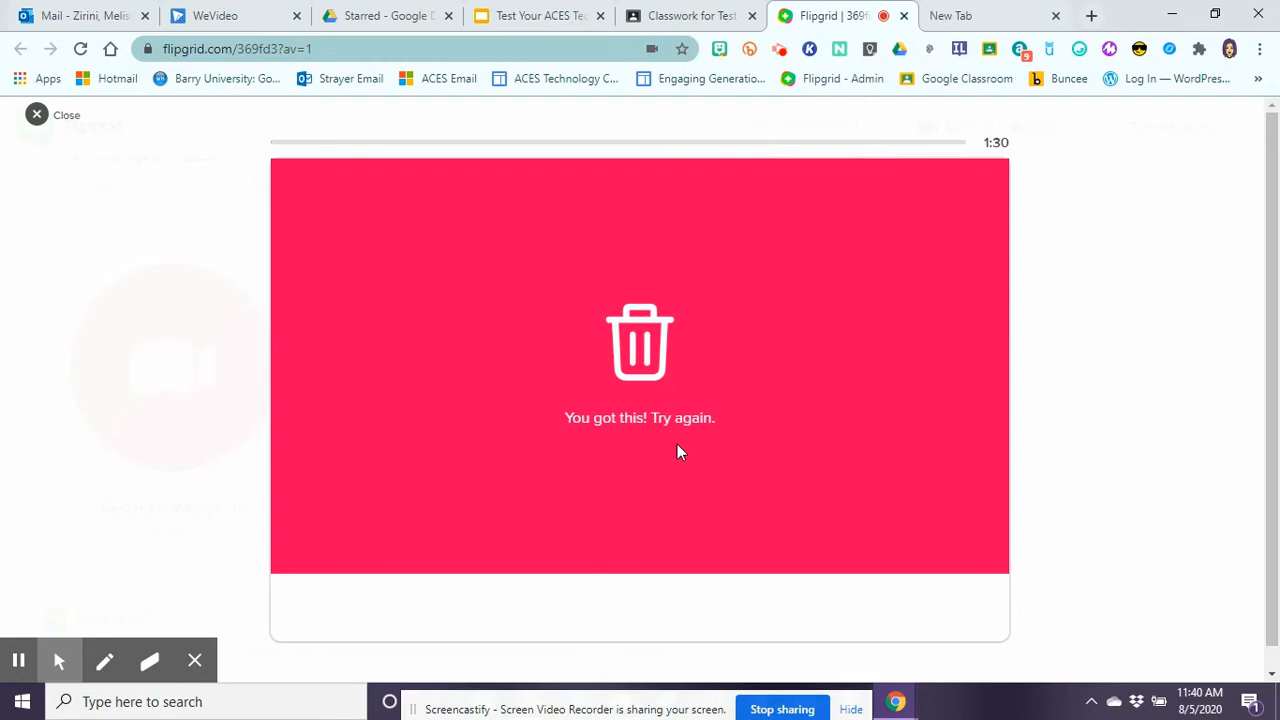 Mail - Mini, Melis
WeVideo
Starred - Google D
Test Your ACES Te
Classwork for Test
Flipgrid | 369f
New Tab
flipgrid.com/369fd3?av=1
9
Apps
Hotmail
Barry University: Go...
Strayer Email
ACES Email
ACES Technology C...
Engaging Generatio...
Flipgrid - Admin
Google Classroom
Buncee
Log In — WordPres...
»
Close
1:30
You got this! Try again.
Type here to search
Screencastify - Screen Video Recorder is sharing your screen.
Stop sharing
Hide
11:40 AM
8/5/2020
1